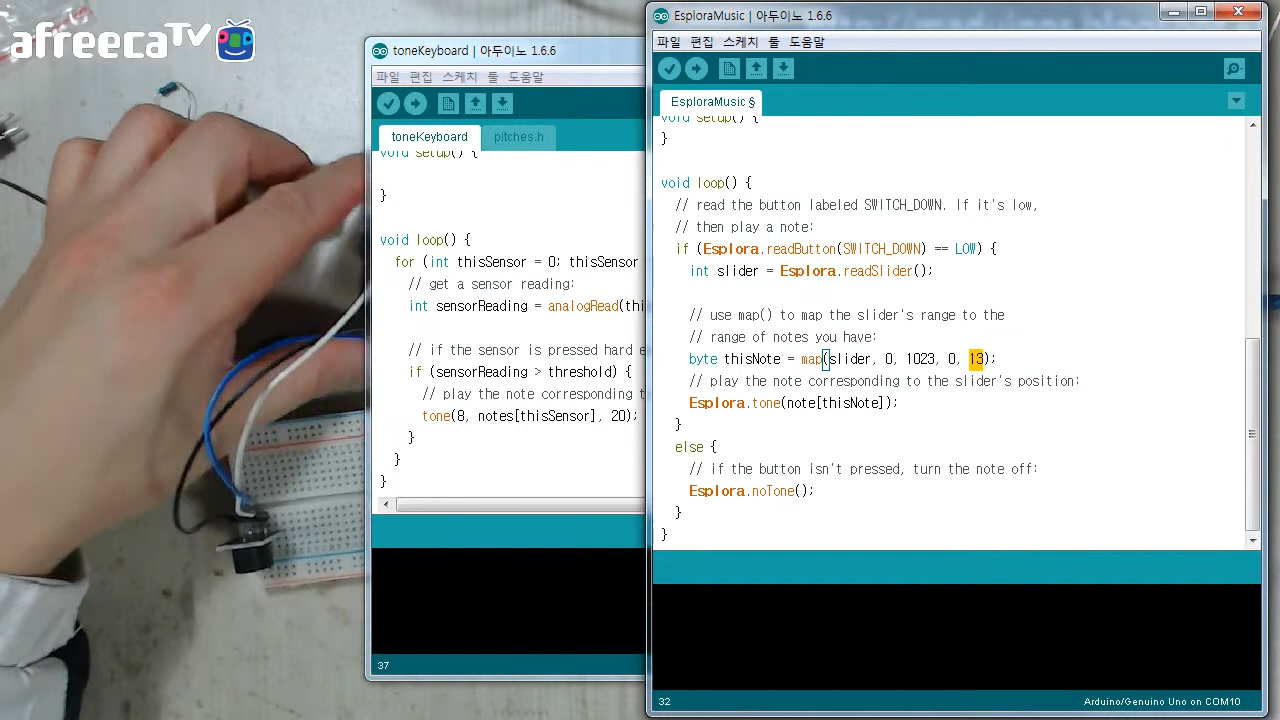 afreecaTV
toneKeyboard | 아두이노 1.6.6
파일 편집 스케치 툴 도움말
toneKeyboard pitches.h
void setup() {
}
void loop() {
for (int thisSensor = 0; thisSensor
// get a sensor reading:
int sensorReading = analogRead(thi
// if the sensor is pressed hard e
if (sensorReading > threshold) {
// play the note corresponding t
tone(8, notes[thisSensor], 20);
}
}
}
37
EsploraMusic | 아두이노 1.6.6
파일 편집 스케치 툴 도움말
EsploraMusic §
void setup() {
}
void loop() {
// read the button labeled SWITCH_DOWN. If it's low,
// then play a note:
if (Esplora.readButton(SWITCH_DOWN) == LOW) {
int slider = Esplora.readSlider();
// use map() to map the slider's range to the
// range of notes you have:
byte thisNote = map(slider, 0, 1023, 0, 13);
// play the note corresponding to the slider's position:
Esplora.tone(note[thisNote]);
}
else {
// if the button isn't pressed, turn the note off:
Esplora.noTone();
}
}
32
Arduino/Genuino Uno on COM10